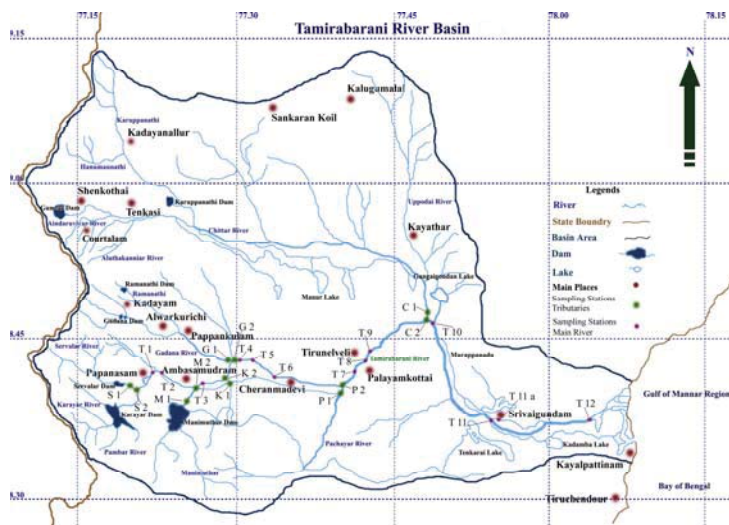 77.15 77.30 77.45 78.00 78.15
Tamirabarani River Basin
9.15
N
Kalugamalai
Sankaran Koil
Karuppanathi
Kadayanallur
Hanumannathi
9.00
Shenkothai
Karuppanathi Dam
Tenkasi
Uppodai River
Chittar River
Courtalam
Kayathar
Aluthakanniar River
Gangaigondan Lake
Ramanathi Dam
Manur Lake
Ramanathi
Kadayam
C 1
G 2
Alwarkurichi
Pappankulam
C 2
T 10
T 9
8.45
Servalar River
T 1
Gadana River
G 1
T 4
T 5
Tirunelveli
T 8
Tamirabarani River
Marappanadu
M 2
T 6
Papanasam
Ambasamudram
K 2
T 7
Palayamkottai
Servalar Dam
T 2
Cheranmadevi
P 2
S 1
S 2
M 1
T 3
K 1
P 1
T 11 a
T 12
Srivaigundam
Karayar River
Karayar Dam
Manimuthar Dam
T 11
Pachayar River
Kadamba Lake
Pambar River
Tenkarai Lake
Kayalpattinam
Tiruchendour
8.30
Legends
River
State Boundry
Basin Area
Dam
Lake
Main Places
Sampling Stations
Tributaries
Sampling Stations
Main River
Gulf of Mannar Region
Bay of Bengal